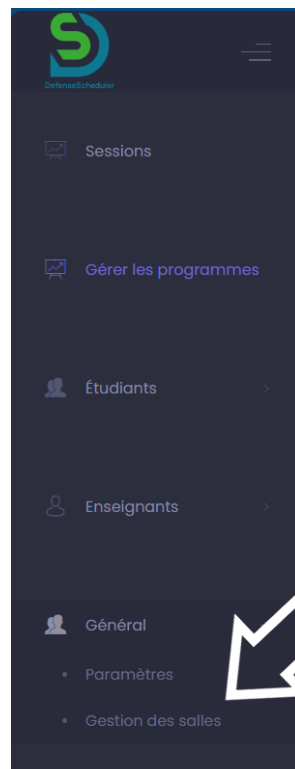 DefenseScheduler
Sessions
Gérer les programmes
Étudiants
Enseignants
Général
Paramètres
Gestion des salles